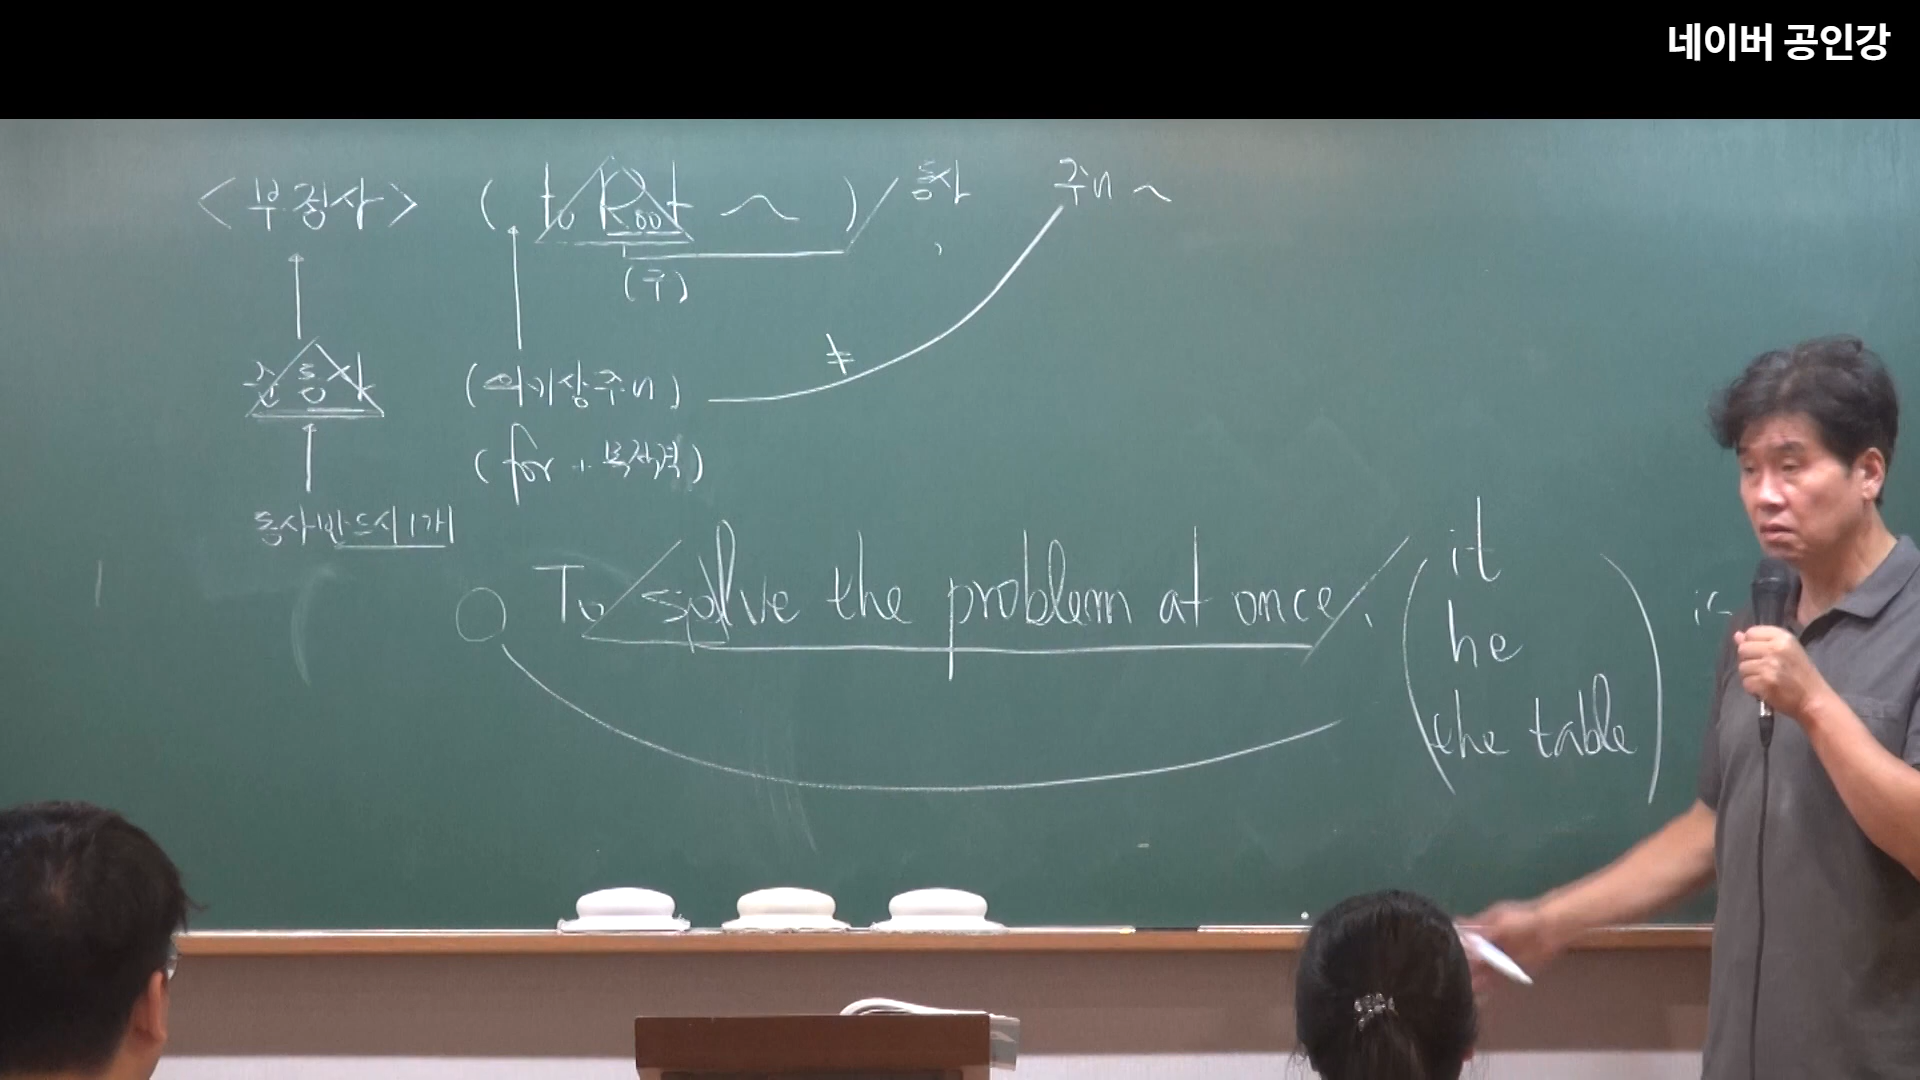 네이버 공인강
<부정사> ( to Root ~ ) 동사 주어 ~
(주)
준동사 (의미상주어) ≠
(for + 목적격)
동사반드시1개
To solve the problem at once,
it
he
the table
is